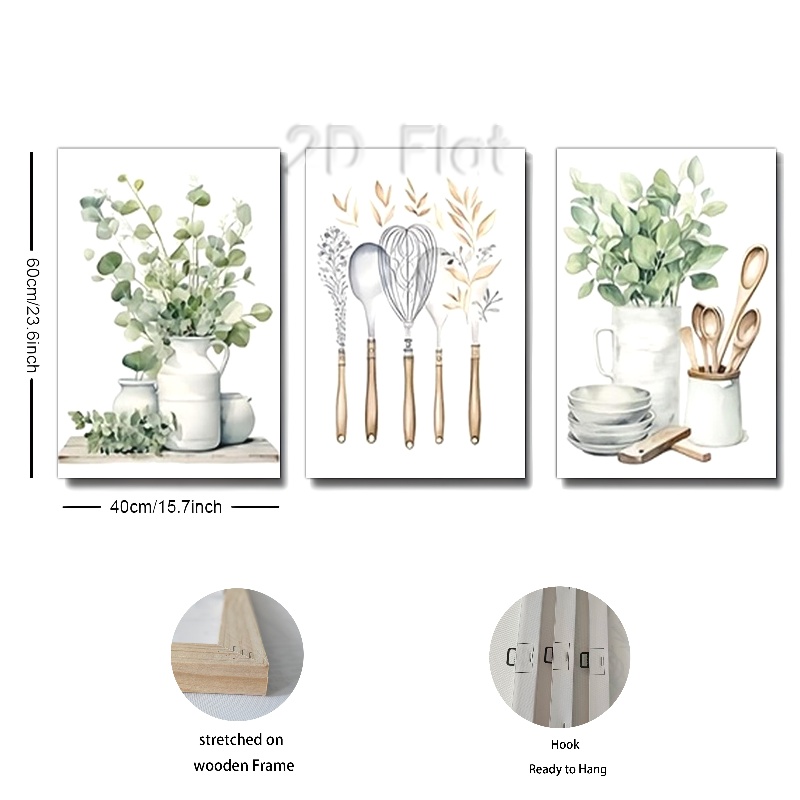 2D Flat
60cm/23.6inch
40cm/15.7inch
stretched on
wooden Frame
Hook
Ready to Hang